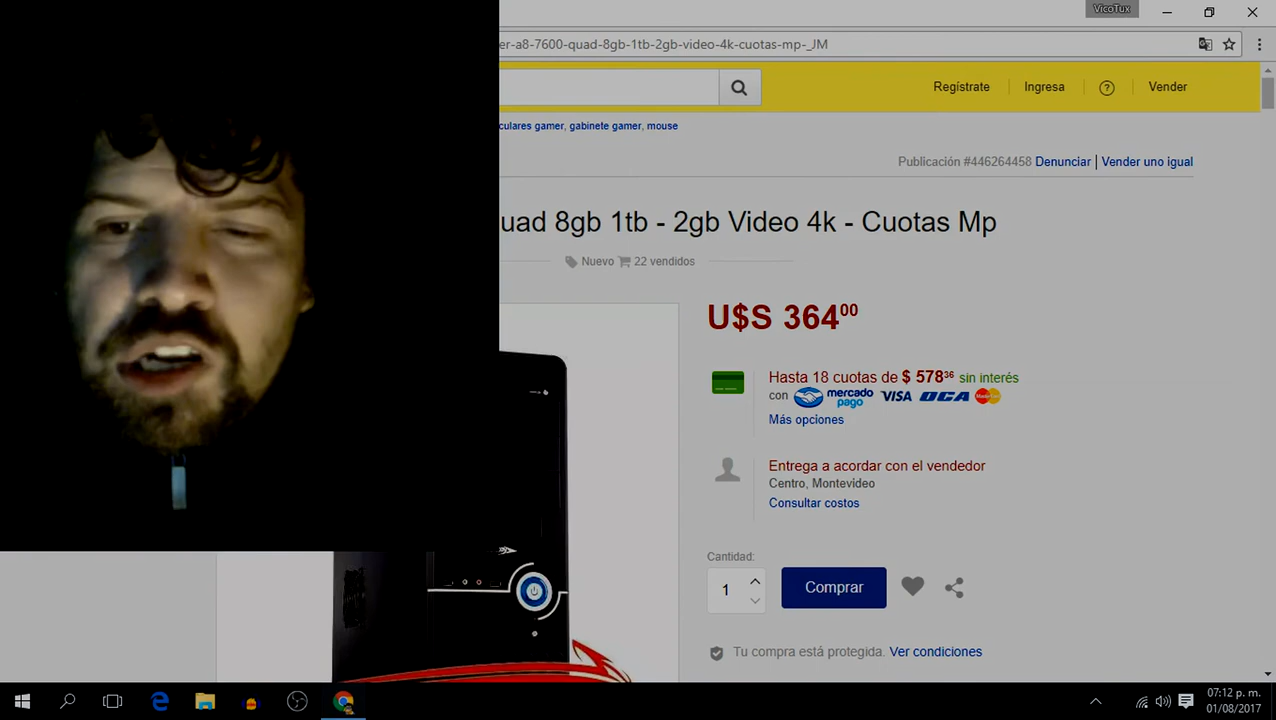 VicoTux
er-a8-7600-quad-8gb-1tb-2gb-video-4k-cuotas-mp-_JM
Regístrate Ingresa ? Vender
culares gamer, gabinete gamer, mouse
Publicación #446264458 Denunciar | Vender uno igual
uad 8gb 1tb - 2gb Video 4k - Cuotas Mp
Nuevo 22 vendidos
U$S 364⁰⁰
Hasta 18 cuotas de $ 578³⁶ sin interés
con mercado pago VISA OCA MasterCard
Más opciones
Entrega a acordar con el vendedor
Centro, Montevideo
Consultar costos
Cantidad:
1 Comprar
Tu compra está protegida. Ver condiciones
07:12 p. m.
01/08/2017